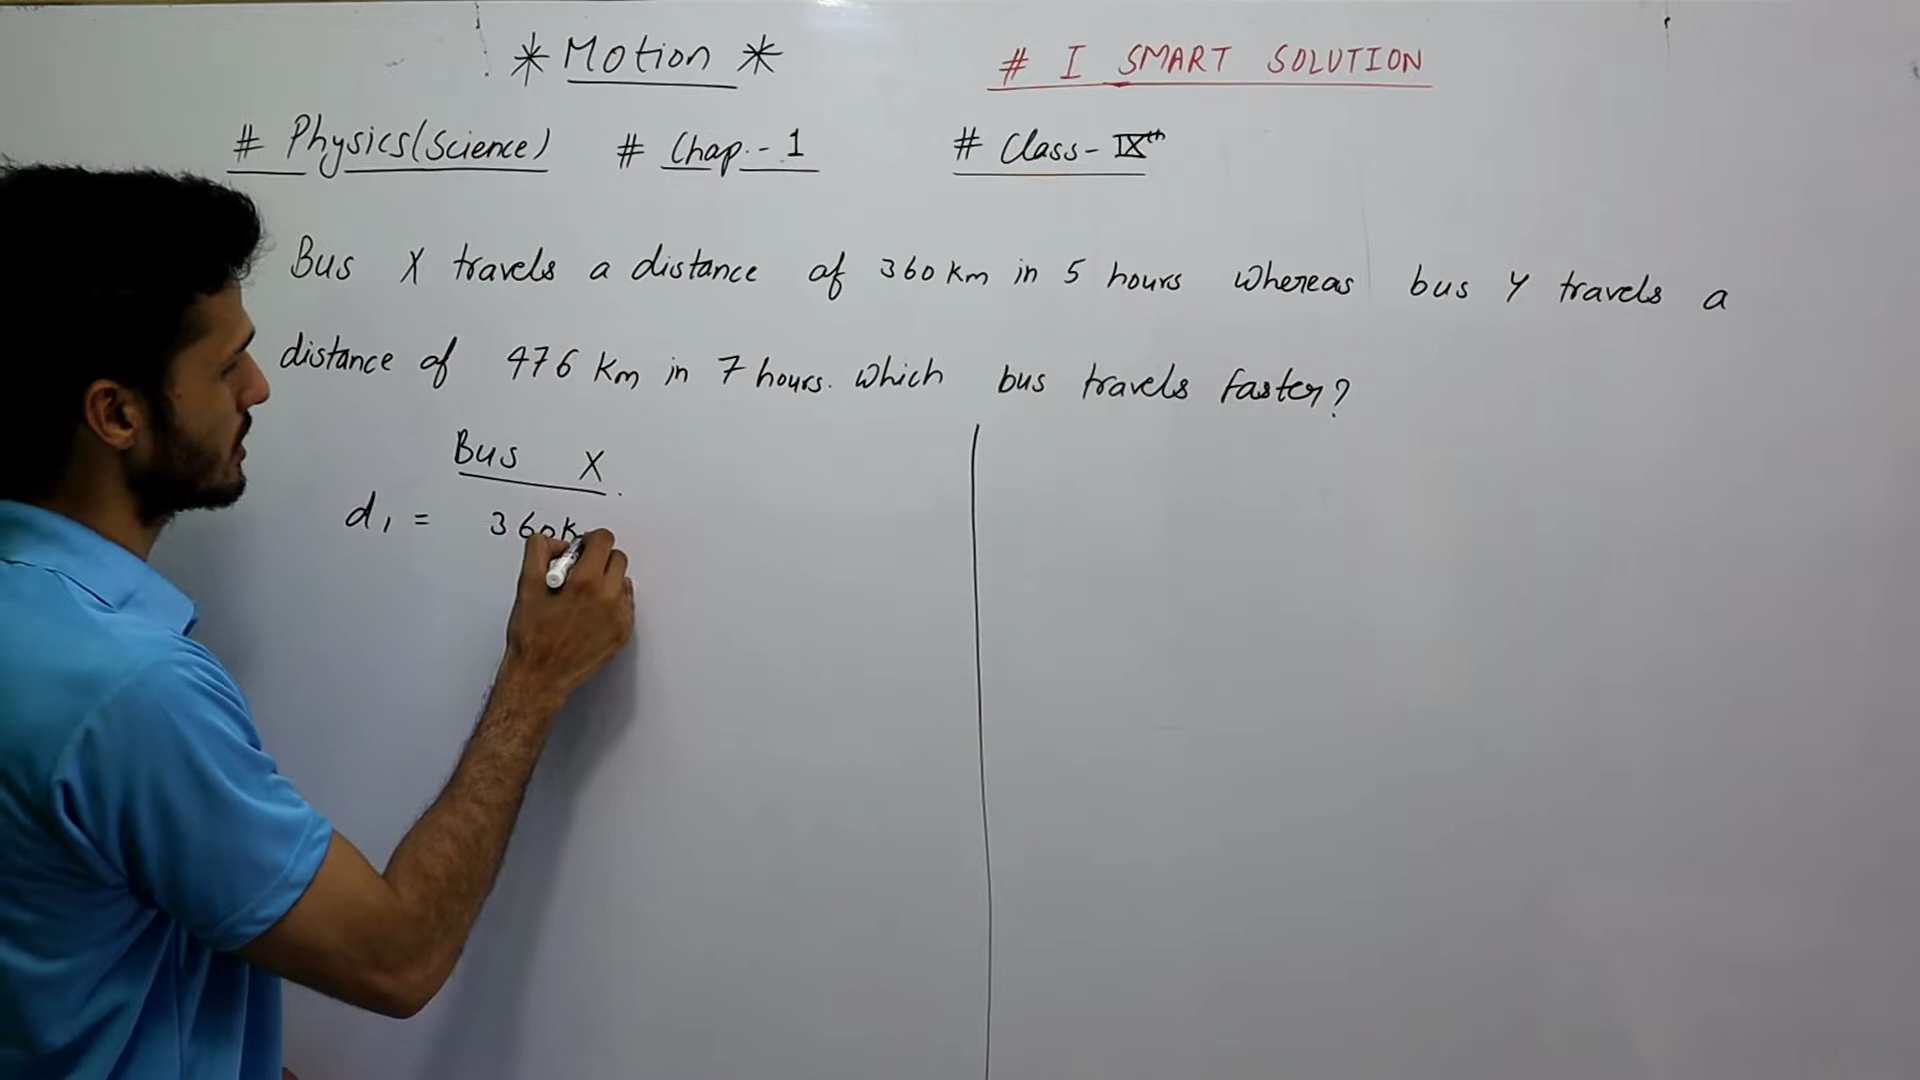 * Motion * # I SMART SOLUTION
# Physics(Science) # Chap.-1 # Class-IXth
Bus X travels a distance of 360 km in 5 hours whereas bus Y travels a
distance of 476 km in 7 hours. which bus travels faster?
Bus X
d1 = 360k